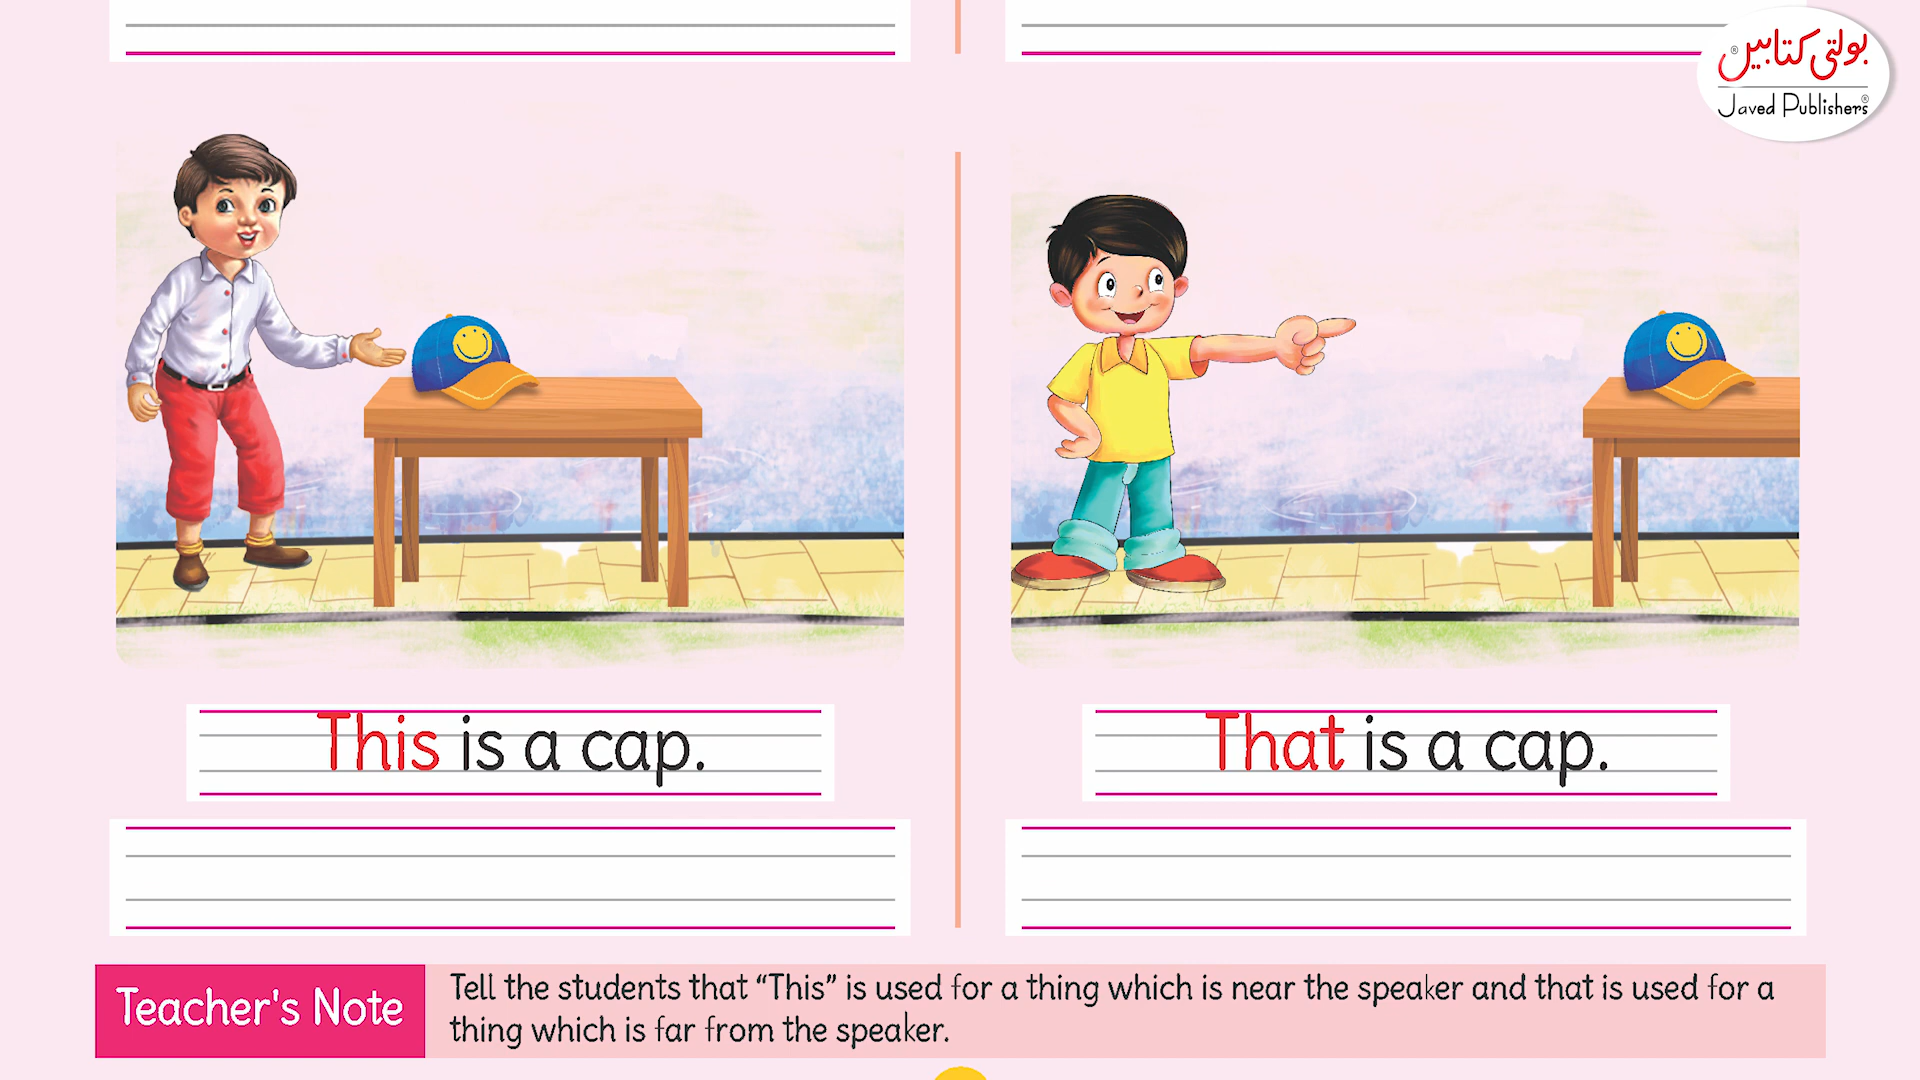 بولتی کتابیں®
Javed Publishers®
This is a cap.
That is a cap.
Teacher's Note
Tell the students that “This” is used for a thing which is near the speaker and that is used for a
thing which is far from the speaker.